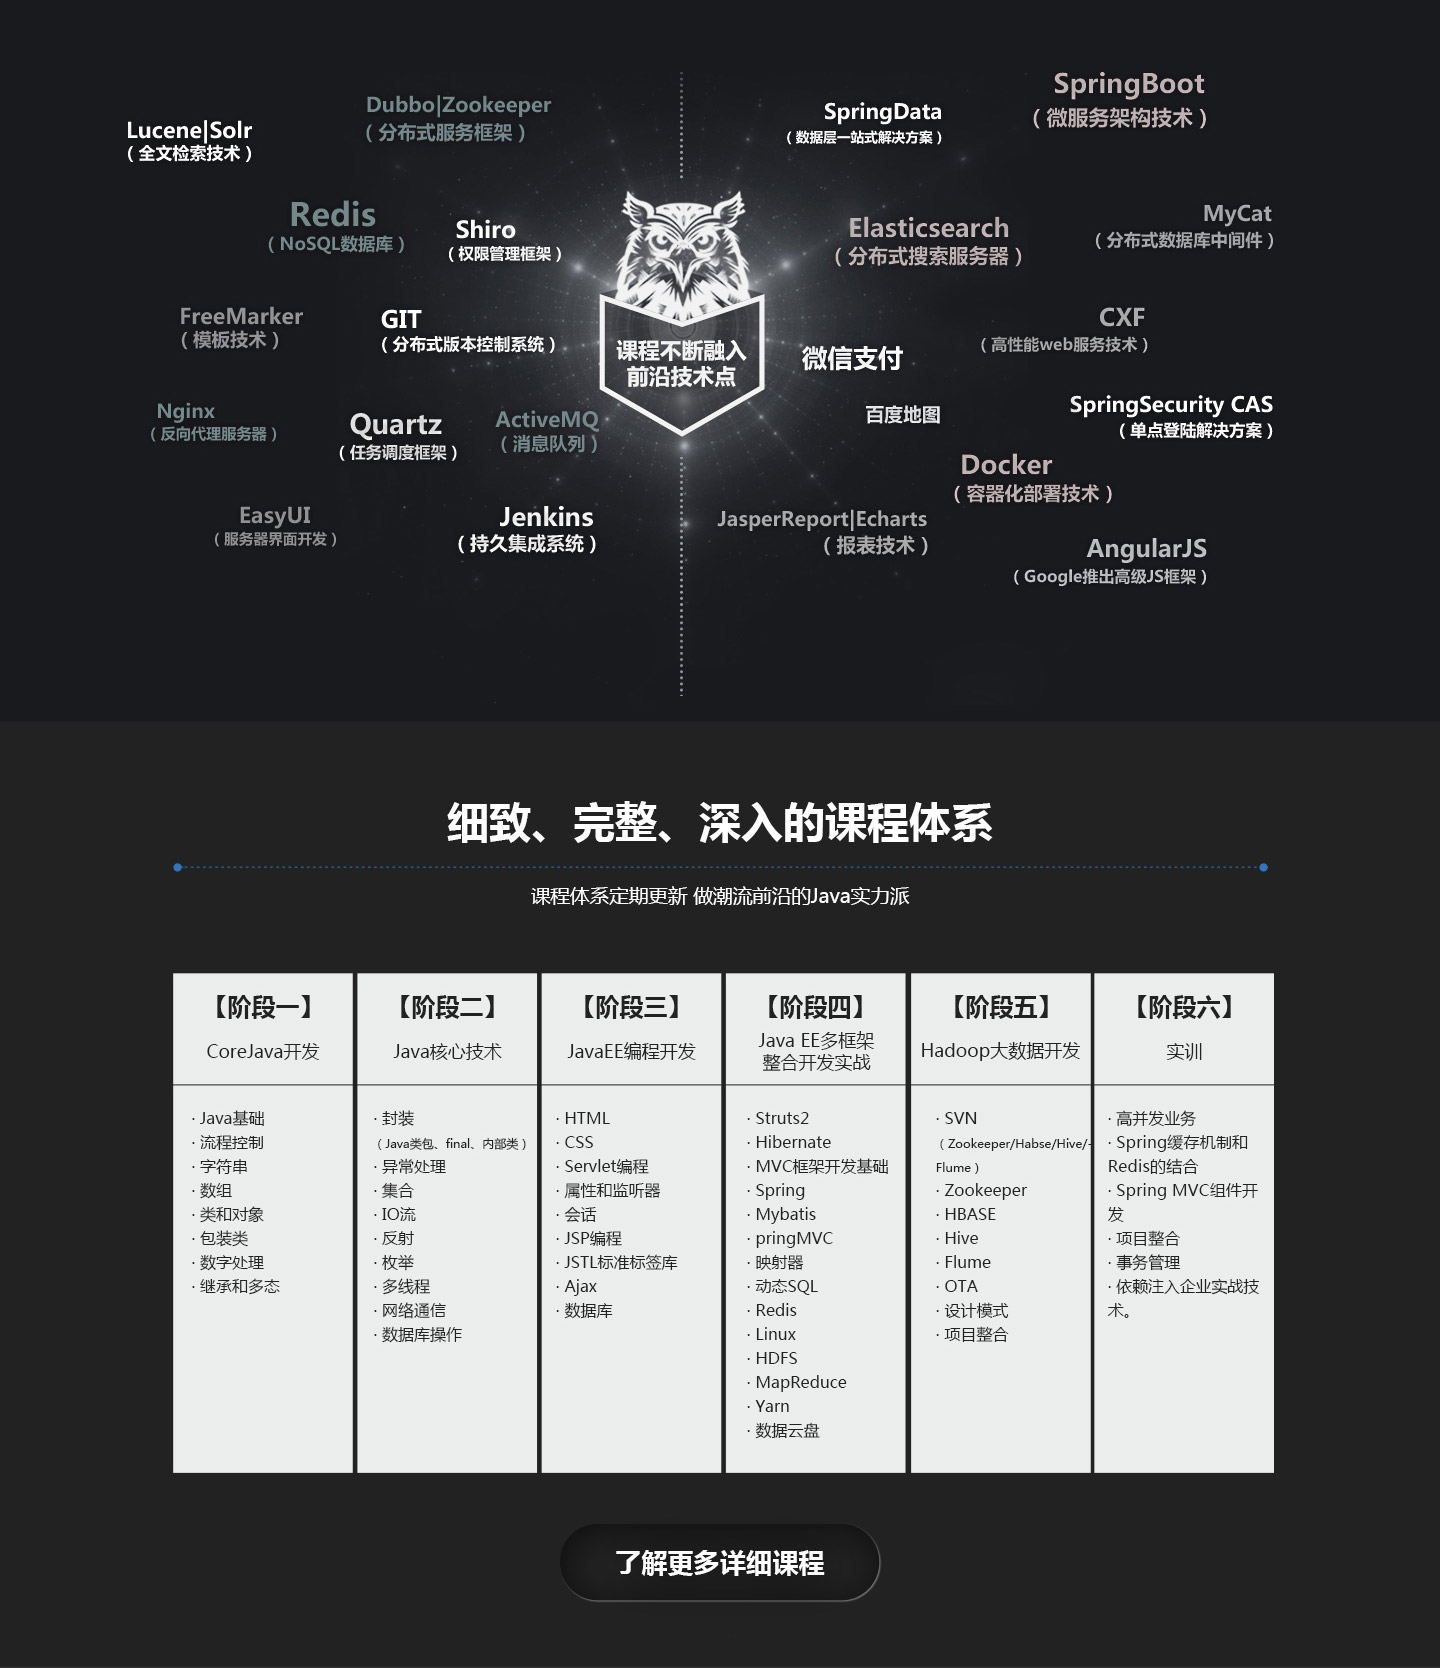 Lucene|Solr
（全文检索技术）
Dubbo|Zookeeper
（分布式服务框架）
SpringData
（数据层一站式解决方案）
SpringBoot
（微服务架构技术）
Redis
（NoSQL数据库）
Shiro
（权限管理框架）
Elasticsearch
（分布式搜索服务器）
MyCat
（分布式数据库中间件）
FreeMarker
（模板技术）
GIT
（分布式版本控制系统）
课程不断融入
前沿技术点
微信支付
CXF
（高性能web服务技术）
Nginx
（反向代理服务器）
Quartz
（任务调度框架）
ActiveMQ
（消息队列）
百度地图
SpringSecurity CAS
（单点登陆解决方案）
Docker
（容器化部署技术）
EasyUI
（服务器界面开发）
Jenkins
（持久集成系统）
JasperReport|Echarts
（报表技术）
AngularJS
（Google推出高级JS框架）
细致、完整、深入的课程体系
课程体系定期更新 做潮流前沿的Java实力派
【阶段一】
CoreJava开发
· Java基础
· 流程控制
· 字符串
· 数组
· 类和对象
· 包装类
· 数字处理
· 继承和多态
【阶段二】
Java核心技术
· 封装
（Java类包、final、内部类）
· 异常处理
· 集合
· IO流
· 反射
· 枚举
· 多线程
· 网络通信
· 数据库操作
【阶段三】
JavaEE编程开发
· HTML
· CSS
· Servlet编程
· 属性和监听器
· 会话
· JSP编程
· JSTL标准标签库
· Ajax
· 数据库
【阶段四】
Java EE多框架
整合开发实战
· Struts2
· Hibernate
· MVC框架开发基础
· Spring
· Mybatis
· pringMVC
· 映射器
· 动态SQL
· Redis
· Linux
· HDFS
· MapReduce
· Yarn
· 数据云盘
【阶段五】
Hadoop大数据开发
· SVN
（Zookeeper/Habse/Hive/-
Flume）
· Zookeeper
· HBASE
· Hive
· Flume
· OTA
· 设计模式
· 项目整合
【阶段六】
实训
· 高并发业务
· Spring缓存机制和
Redis的结合
· Spring MVC组件开
发
· 项目整合
· 事务管理
· 依赖注入企业实战技
术。
了解更多详细课程